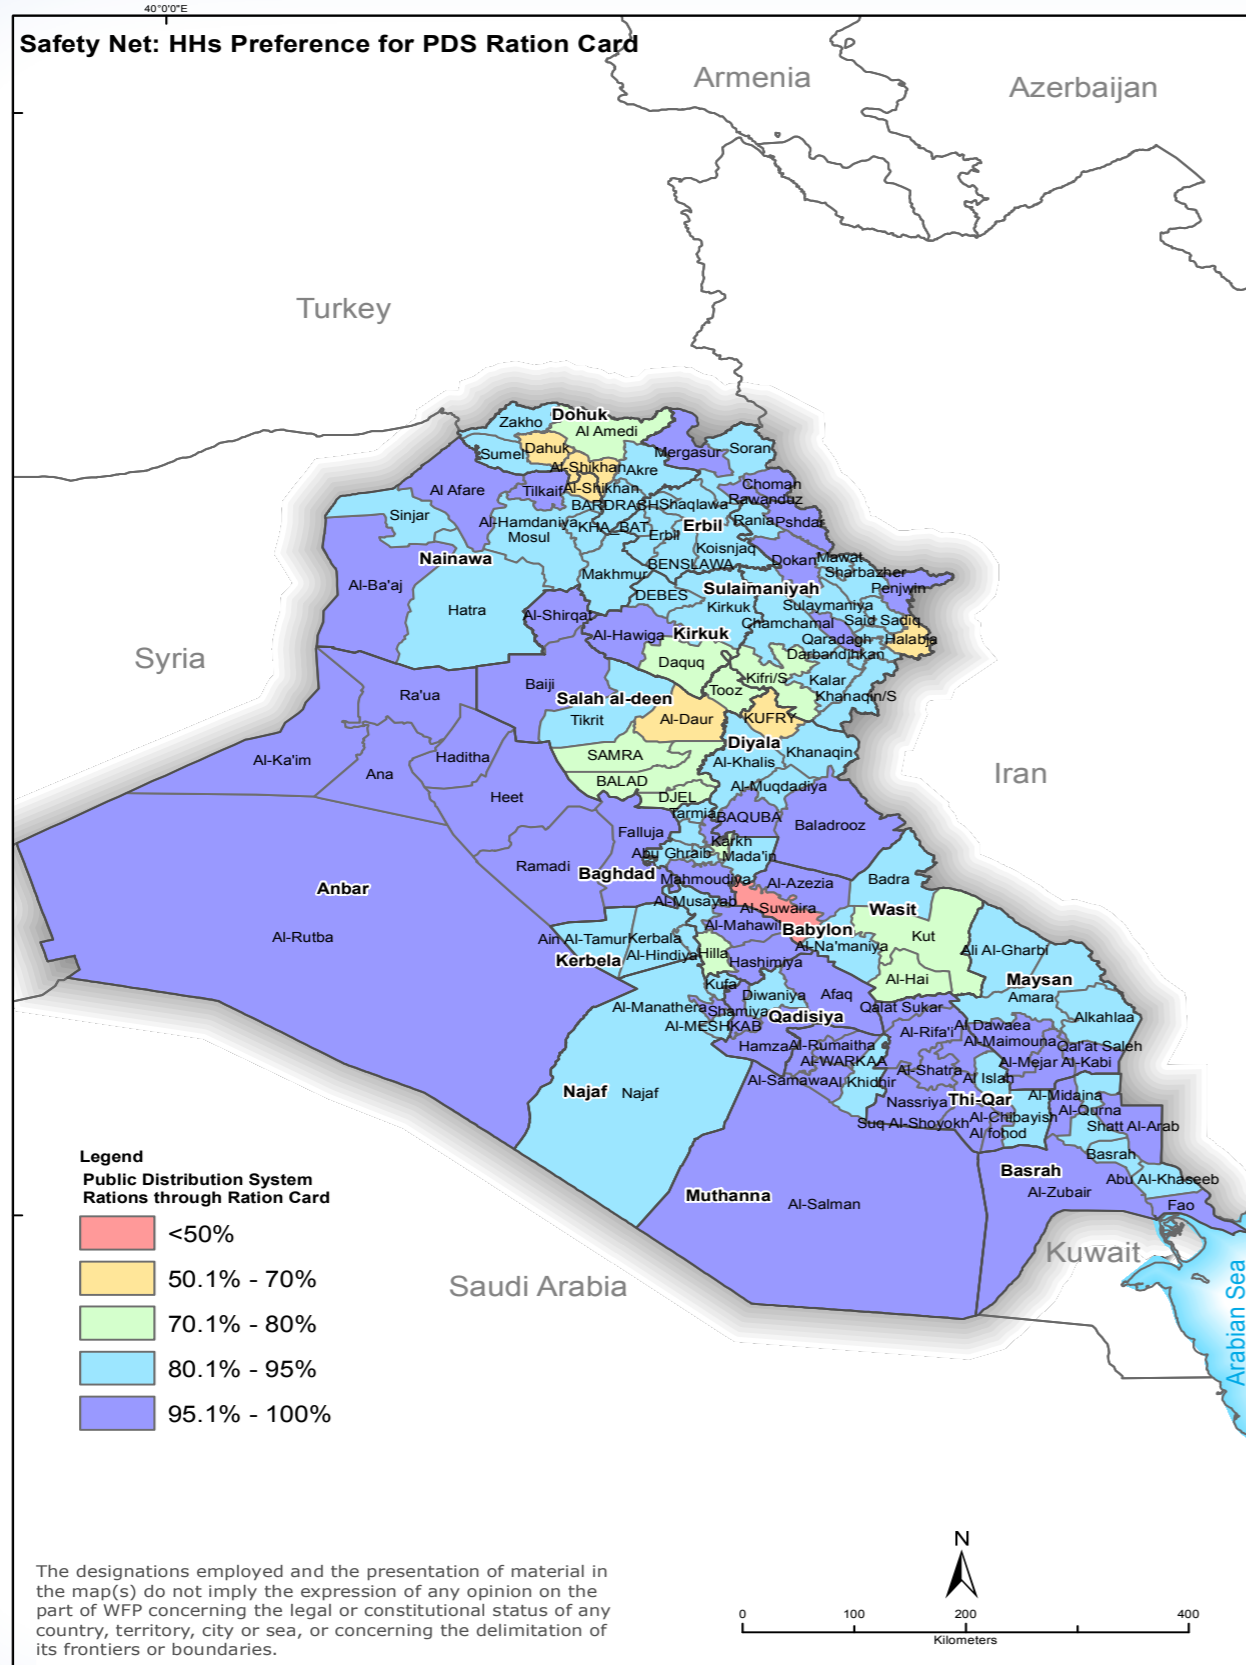 40°0'0"E
Safety Net: HHs Preference for PDS Ration Card
Armenia
Azerbaijan
Turkey
Syria
Iran
Saudi Arabia
Kuwait
Arabian Sea
Dohuk
Zakho
Al Amedi
Sumel
Dahuk
Al-Shikhan
Al-Shikhan
Akre
Mergasur
Soran
Choman
Rawanduz
Al Afare
Tilkaif
BARDRASH
Shaqlawa
Sinjar
Al-Hamdaniya
Mosul
KHA_BAT
Erbil
Erbil
Rania
Pshdar
Nainawa
Koisnjaq
BENSLAWA
Dokan
Mawat
Sharbazher
Penjwin
Al-Ba'aj
Makhmur
DEBES
Sulaimaniyah
Hatra
Al-Shirqat
Kirkuk
Sulaymaniya
Chamchamal
Said Sadiq
Al-Hawiga
Kirkuk
Qaradagh
Halabja
Darbandihkan
Daquq
Kifri/S
Kalar
Khanaqin/S
Tooz
Ra'ua
Baiji
Salah al-deen
Tikrit
Al-Daur
KUFRY
Diyala
Khanaqin
Al-Ka'im
Ana
Haditha
SAMRA
Al-Khalis
BALAD
Al-Muqdadiya
Heet
DJEL
Tarmia
BAQUBA
Baladrooz
Falluja
Karkh
Abu Ghraib
Mada'in
Ramadi
Baghdad
Mahmoudiya
Al-Azezia
Badra
Anbar
Al-Musayab
Al-Suwaira
Wasit
Al-Rutba
Al-Mahawil
Babylon
Kut
Ain Al-Tamur
Kerbala
Al-Hindiya
Al-Na'maniya
Ali Al-Gharbi
Kerbela
Hilla
Hashimiya
Al-Hai
Maysan
Kufa
Diwaniya
Afaq
Amara
Al-Manathera
Shamiya
Qalat Sukar
Alkahlaa
Al-MESHKAB
Qadisiya
Al-Rifa'i
Al Dawaea
Al-Maimouna
Qal'at Saleh
Hamza
Al-Rumaitha
Al-WARKAA
Al-Mejar Al-Kabi
Al-Shatra
Al Islah
Al-Samawa
Al Khidhir
Najaf
Najaf
Nassriya
Thi-Qar
Al-Midajna
Al-Qurna
Suq Al-Shoyokh
Al-Chibayish
Al fohod
Shatt Al-Arab
Basrah
Basrah
Abu Al-Khaseeb
Muthanna
Al-Salman
Al-Zubair
Fao
Legend
Public Distribution System
Rations through Ration Card
<50%
50.1% - 70%
70.1% - 80%
80.1% - 95%
95.1% - 100%
The designations employed and the presentation of material in
the map(s) do not imply the expression of any opinion on the
part of WFP concerning the legal or constitutional status of any
country, territory, city or sea, or concerning the delimitation of
its frontiers or boundaries.
N
0 100 200 400
Kilometers